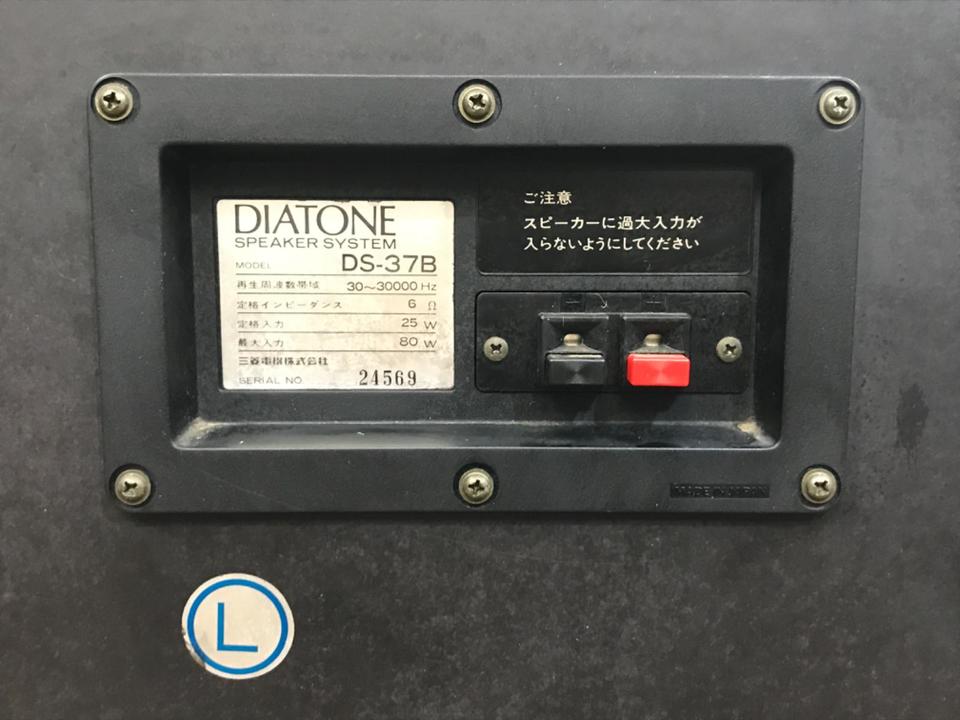 DIATONE
SPEAKER SYSTEM
MODEL DS-37B
再生周波数帯域 30～30000 Hz
定格インピーダンス 6 Ω
定格入力 25 W
最大入力 80 W
三菱電機株式会社
SERIAL NO. 24569
ご注意
スピーカーに過大入力が
入らないようにしてください
MADE IN JAPAN
L